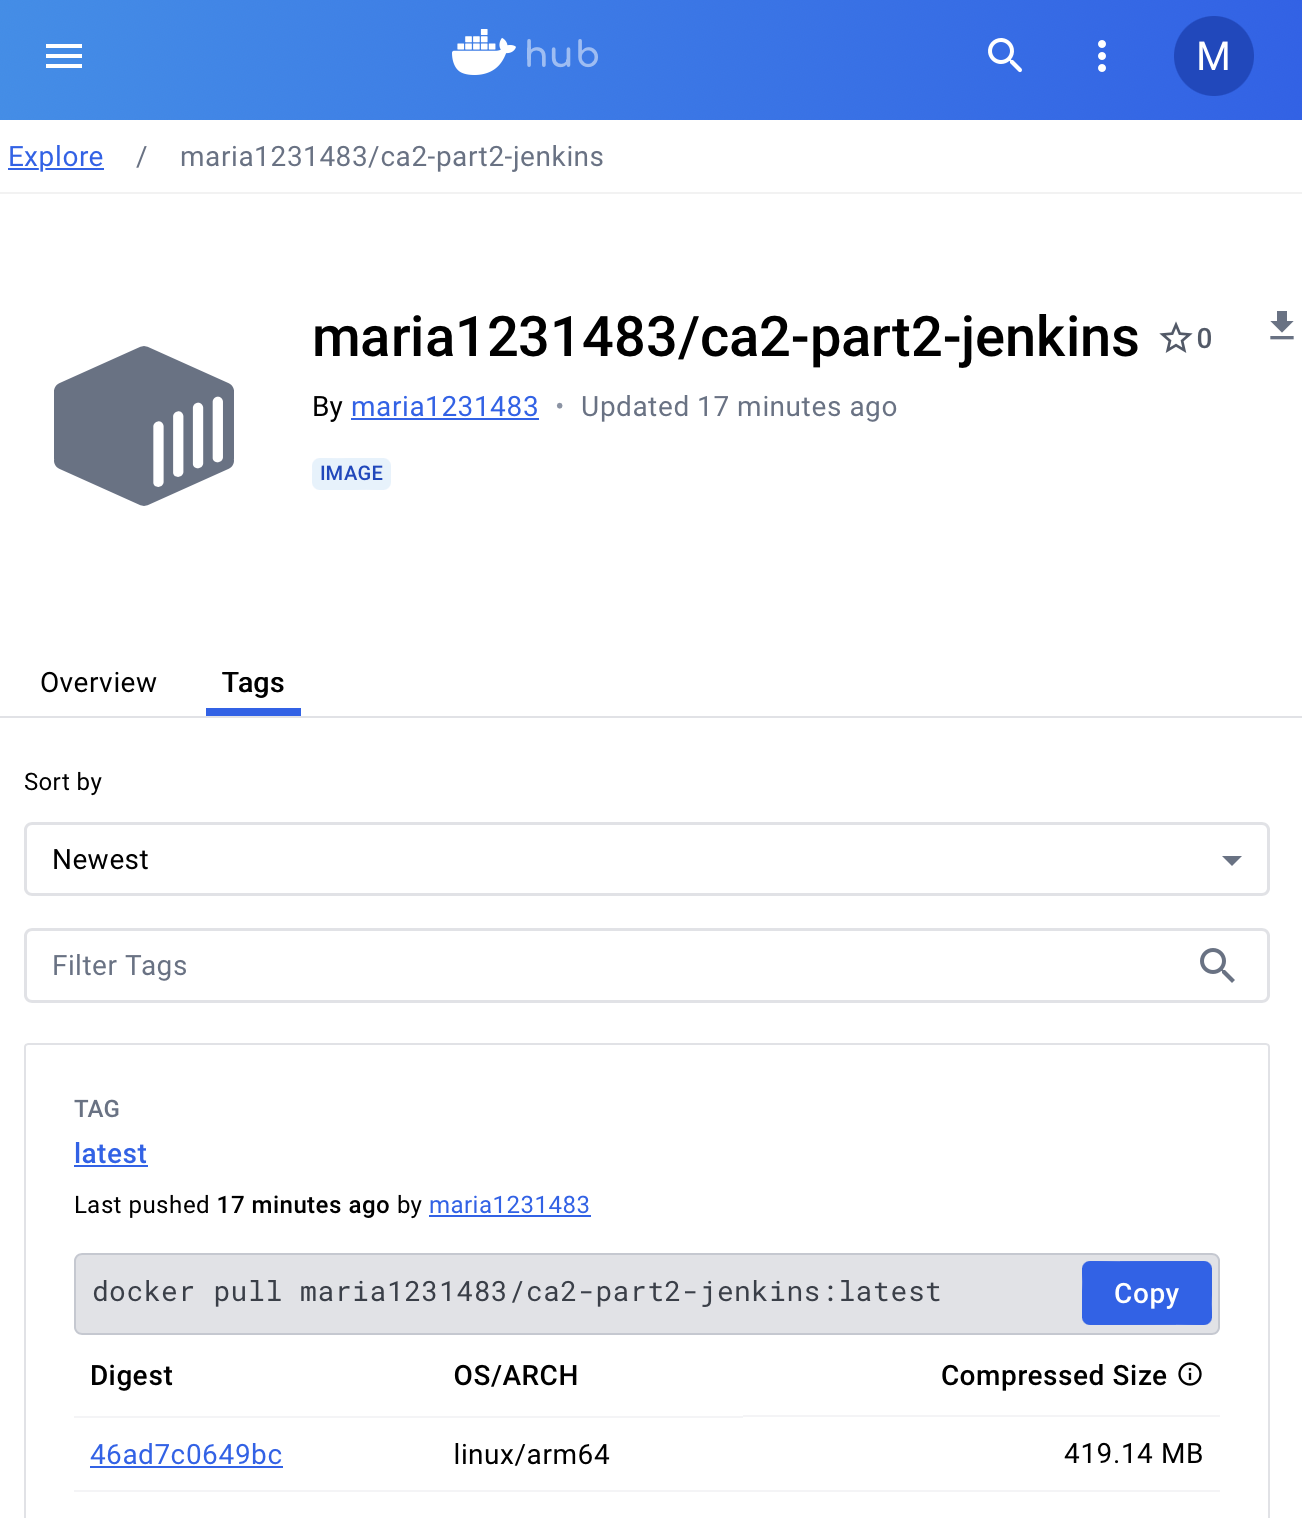 hub
M
Explore / maria1231483/ca2-part2-jenkins
maria1231483/ca2-part2-jenkins 0
By maria1231483 • Updated 17 minutes ago
IMAGE
Overview Tags
Sort by
Newest
Filter Tags
TAG
latest
Last pushed 17 minutes ago by maria1231483
docker pull maria1231483/ca2-part2-jenkins:latest Copy
Digest OS/ARCH Compressed Size
46ad7c0649bc linux/arm64 419.14 MB